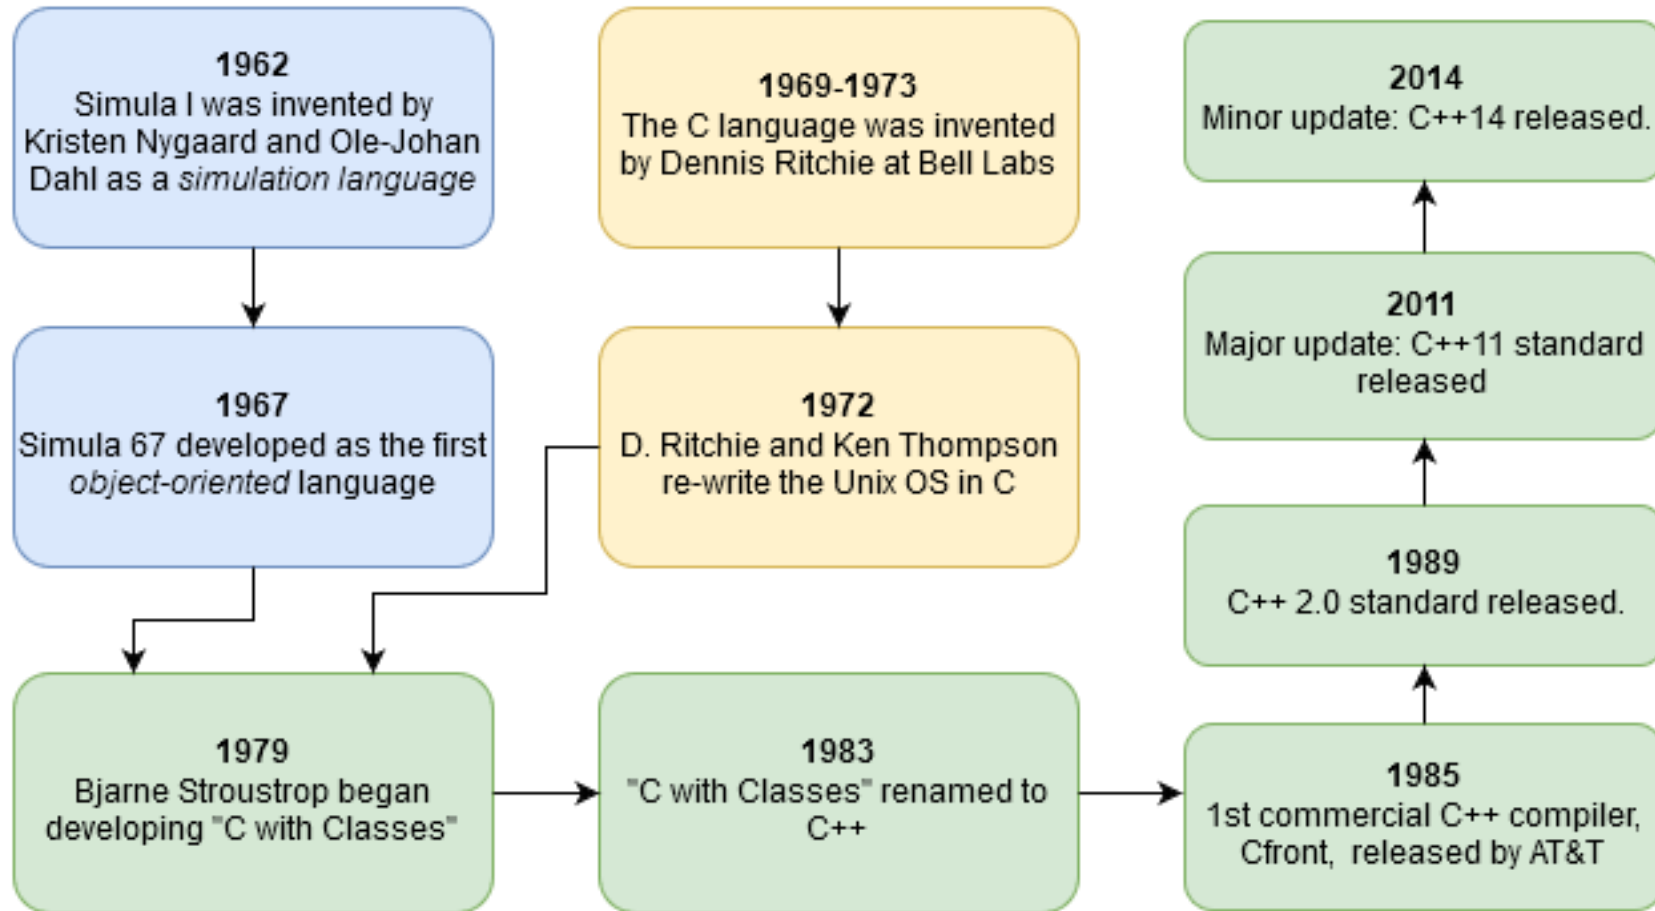 1962
Simula I was invented by
Kristen Nygaard and Ole-Johan
Dahl as a simulation language
1967
Simula 67 developed as the first
object-oriented language
1969-1973
The C language was invented
by Dennis Ritchie at Bell Labs
1972
D. Ritchie and Ken Thompson
re-write the Unix OS in C
1979
Bjarne Stroustrop began
developing "C with Classes"
1983
"C with Classes" renamed to
C++
1985
1st commercial C++ compiler,
Cfront, released by AT&T
1989
C++ 2.0 standard released.
2011
Major update: C++11 standard
released
2014
Minor update: C++14 released.